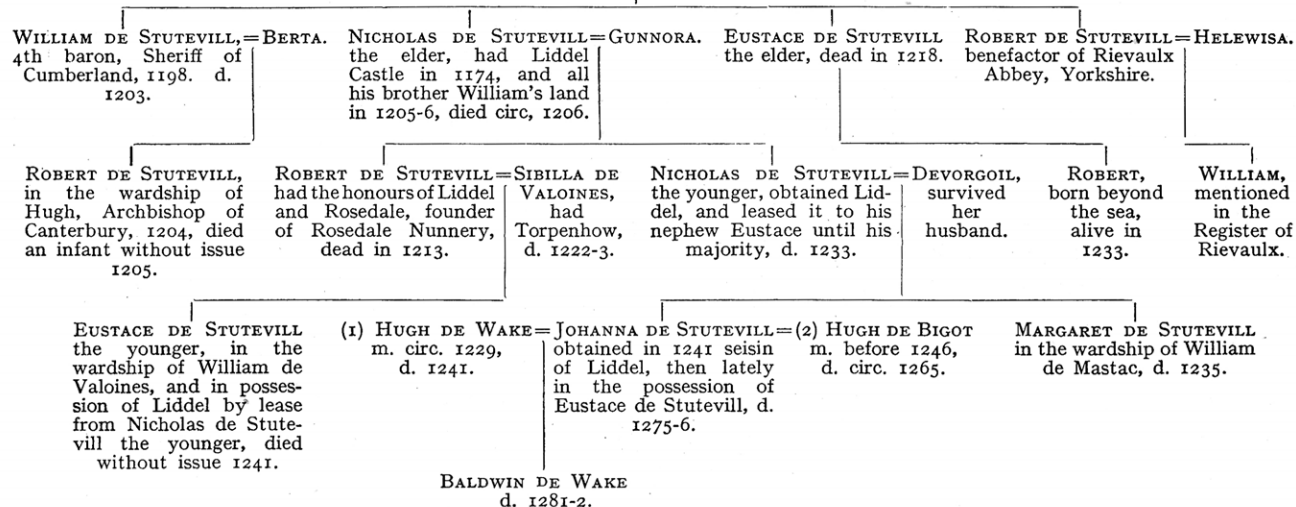 WILLIAM DE STUTEVILL,=BERTA.
4th baron, Sheriff of
Cumberland, 1198. d.
1203.
NICHOLAS DE STUTEVILL=GUNNORA.
the elder, had Liddel
Castle in 1174, and all
his brother William's land
in 1205-6, died circ, 1206.
EUSTACE DE STUTEVILL
the elder, dead in 1218.
ROBERT DE STUTEVILL=HELEWISA.
benefactor of Rievaulx
Abbey, Yorkshire.
ROBERT DE STUTEVILL,
in the wardship of
Hugh, Archbishop of
Canterbury, 1204, died
an infant without issue
1205.
ROBERT DE STUTEVILL=SIBILLA DE
had the honours of Liddel
and Rosedale, founder
of Rosedale Nunnery,
dead in 1213.
VALOINES,
had
Torpenhow,
d. 1222-3.
NICHOLAS DE STUTEVILL=DEVORGOIL,
the younger, obtained Lid-
del, and leased it to his
nephew Eustace until his
majority, d. 1233.
survived
her
husband.
ROBERT,
born beyond
the sea,
alive in
1233.
WILLIAM,
mentioned
in the
Register of
Rievaulx.
EUSTACE DE STUTEVILL
the younger, in the
wardship of William de
Valoines, and in posses-
sion of Liddel by lease
from Nicholas de Stute-
vill the younger, died
without issue 1241.
(1) HUGH DE WAKE=JOHANNA DE STUTEVILL=(2) HUGH DE BIGOT
m. circ. 1229,
d. 1241.
obtained in 1241 seisin
of Liddel, then lately
in the possession of
Eustace de Stutevill, d.
1275-6.
m. before 1246,
d. circ. 1265.
MARGARET DE STUTEVILL
in the wardship of William
de Mastac, d. 1235.
BALDWIN DE WAKE
d. 1281-2.